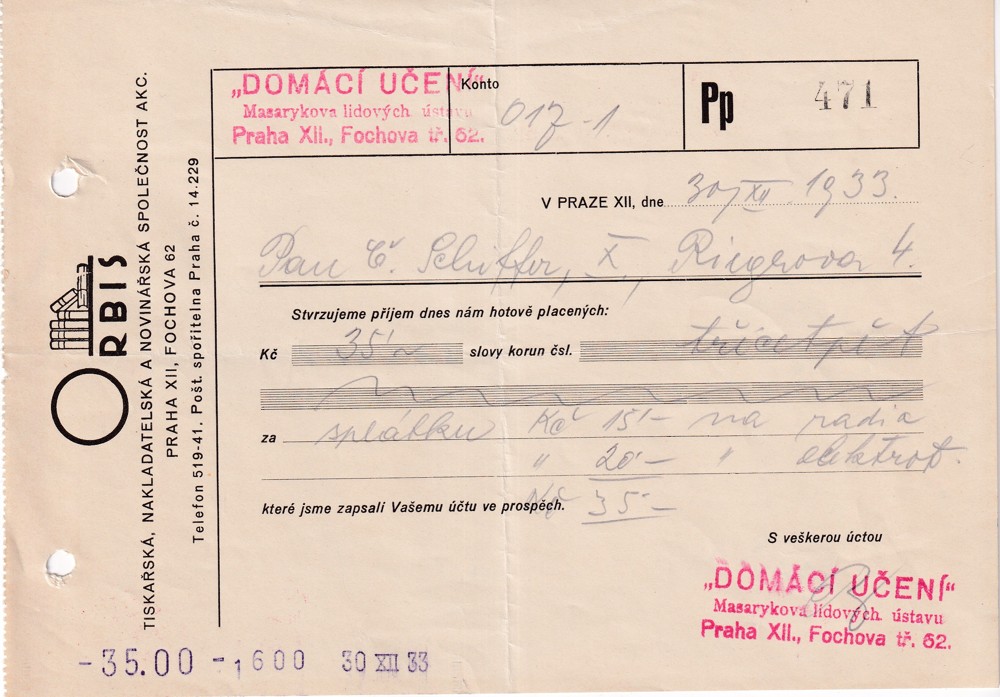 ORBIS
TISKAŘSKÁ, NAKLADATELSKÁ A NOVINÁŘSKÁ SPOLEČNOST AKC.
PRAHA XII, FOCHOVA 62
Telefon 519-41. Pošt. spořitelna Praha č. 14.229
„DOMÁCÍ UČENÍ“
Masarykova lidových ústavu
Praha XII., Fochova tř. 62.
Konto
017-1
Pp 471
V PRAZE XII, dne 30/XII 1933.
Pan Č. Schiffer, X., Riegrova 4.
Stvrzujeme příjem dnes nám hotově placených:
Kč 35'- slovy korun čsl. třicetpět
za splátku Kč 15'- na radia
" 20- " elektrot.
Kč 35-
které jsme zapsali Vašemu účtu ve prospěch.
S veškerou úctou
„DOMÁCÍ UČENÍ“
Masarykova lidových ústavu
Praha XII., Fochova tř. 62.
-35.00 -1600 30 XII 33